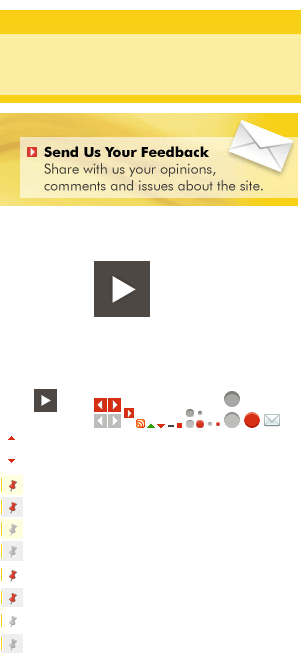 Send Us Your Feedback
Share with us your opinions,
comments and issues about the site.